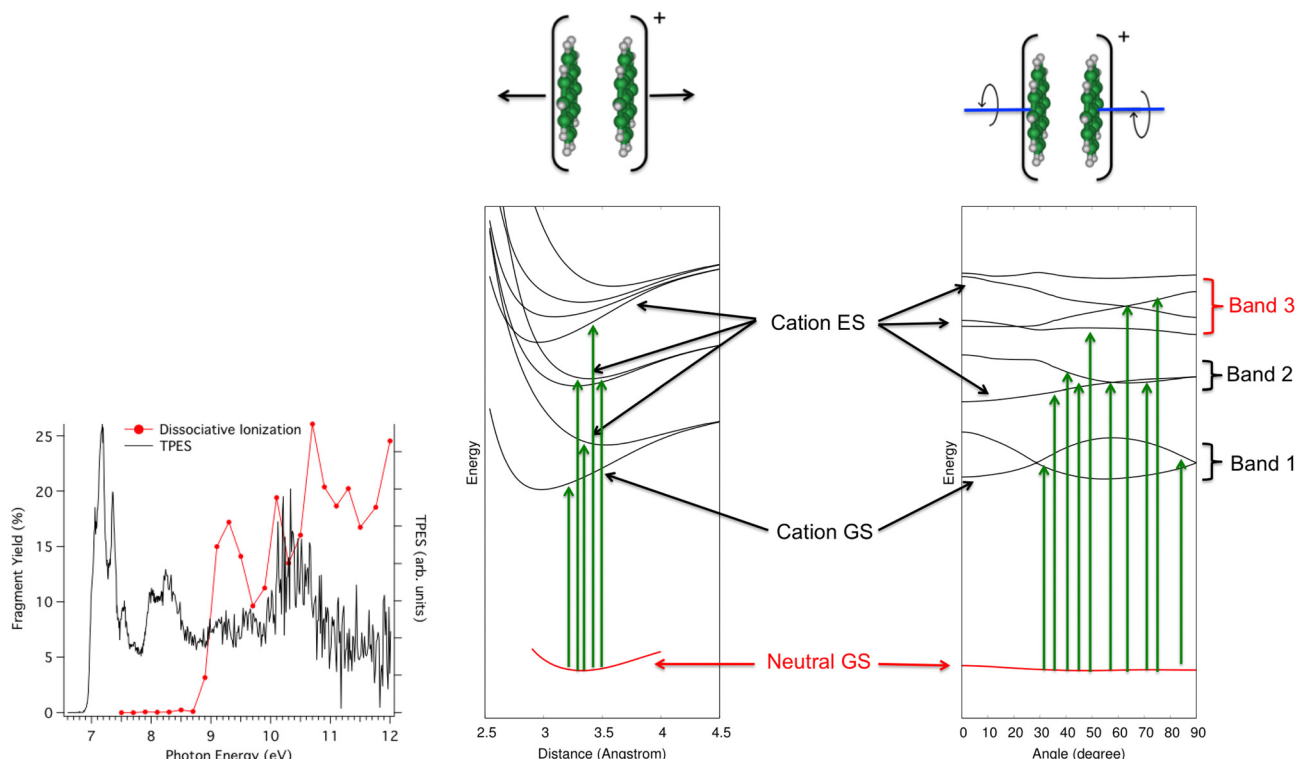 +
+
Dissociative Ionization
TPES
25
20
15
10
5
0
Fragment Yield (%)
TPES (arb. units)
7
8
9
10
11
12
Photon Energy (eV)
Energy
2.5
3
3.5
4
4.5
Distance (Angstrom)
Cation ES
Cation GS
Neutral GS
Energy
0
10
20
30
40
50
60
70
80
90
Angle (degree)
Band 3
Band 2
Band 1